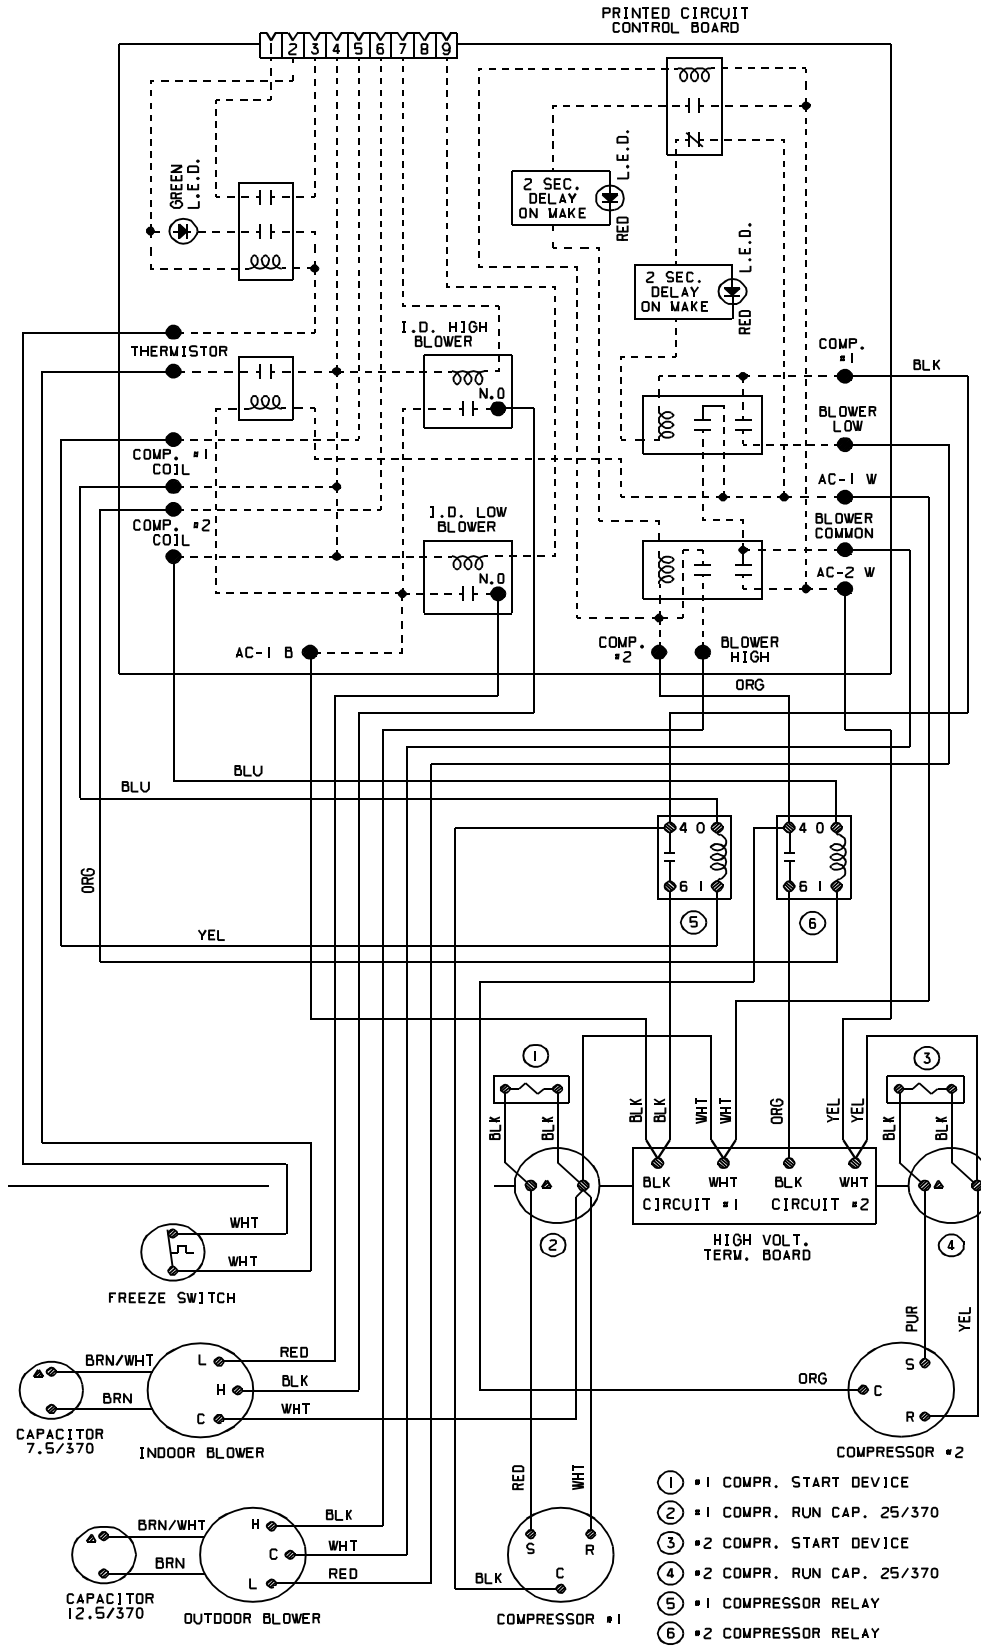 PRINTED CIRCUIT
CONTROL BOARD
1 2 3 4 5 6 7 8 9
GREEN
L.E.D.
L.E.D.
2 SEC.
DELAY
ON MAKE
RED
L.E.D.
2 SEC.
DELAY
ON MAKE
RED
THERMISTOR
I.D. HIGH
BLOWER
N.O
COMP.
#1
BLK
BLOWER
LOW
COMP. #1
COIL
AC-1 W
COMP. #2
COIL
I.D. LOW
BLOWER
N.O
BLOWER
COMMON
AC-2 W
AC-1 B
COMP.
#2
BLOWER
HIGH
ORG
BLU
BLU
4 0
6 1
5
4 0
6 1
6
ORG
YEL
1
3
BLK
BLK
BLK
BLK
WHT
WHT
ORG
YEL
YEL
BLK
BLK
BLK WHT BLK WHT
CIRCUIT #1 CIRCUIT #2
HIGH VOLT.
TERM. BOARD
2
4
WHT
WHT
FREEZE SWITCH
PUR
YEL
BRN/WHT
BRN
CAPACITOR
7.5/370
L
H
C
RED
BLK
WHT
INDOOR BLOWER
ORG
S
C
R
COMPRESSOR #2
RED
WHT
BRN/WHT
BRN
CAPACITOR
12.5/370
H
C
L
BLK
WHT
RED
OUTDOOR BLOWER
BLK
S
R
C
COMPRESSOR #1
1 #1 COMPR. START DEVICE
2 #1 COMPR. RUN CAP. 25/370
3 #2 COMPR. START DEVICE
4 #2 COMPR. RUN CAP. 25/370
5 #1 COMPRESSOR RELAY
6 #2 COMPRESSOR RELAY